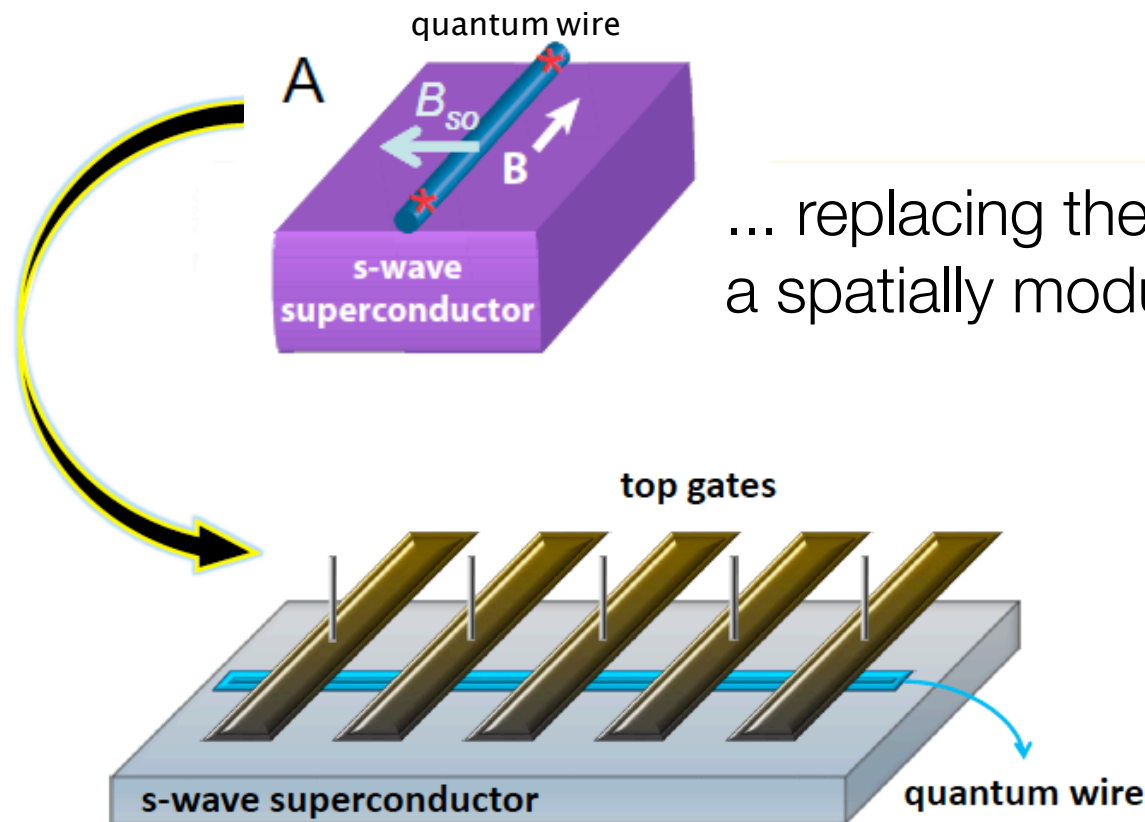 quantum wire
A
B_so
B
s-wave
superconductor
... replacing the
a spatially modu
top gates
s-wave superconductor
quantum wire